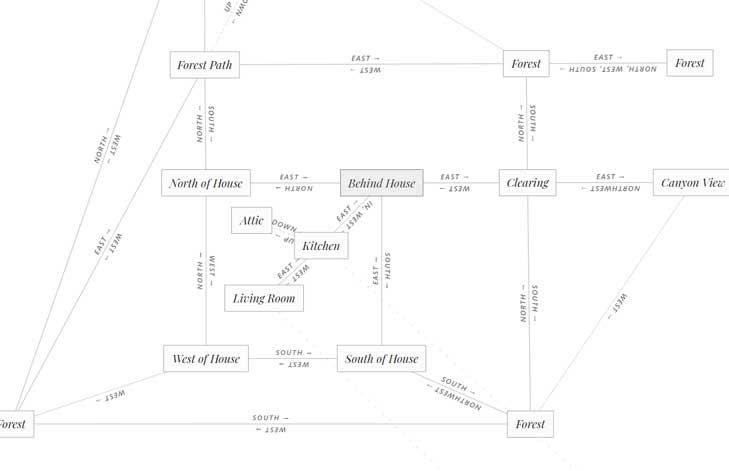 UP
DOWN →
Forest Path
EAST →
← WEST
Forest
EAST →
← NORTH, WEST, SOUTH
Forest
NORTH →
SOUTH →
NORTH →
SOUTH →
NORTH →
WEST →
North of House
EAST →
← NORTH
Behind House
EAST →
← WEST
Clearing
EAST →
← NORTHWEST
Canyon View
Attic
DOWN
← UP
EAST →
IN, WEST
Kitchen
EAST →
WEST
EAST →
← WEST
NORTH →
WEST →
EAST →
SOUTH →
NORTH →
SOUTH →
← WEST
Living Room
West of House
SOUTH →
← WEST
South of House
SOUTH →
← NORTHWEST
← WEST
Forest
SOUTH →
← WEST
Forest